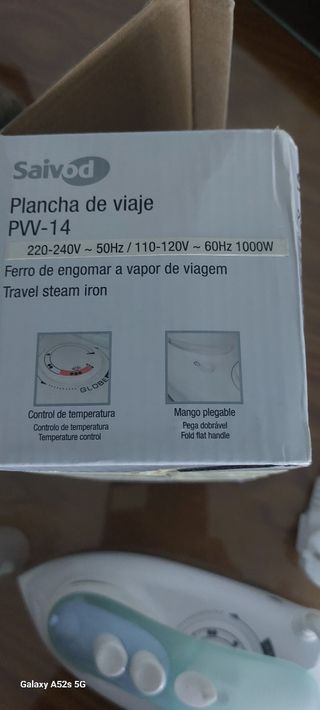 Saivod
Plancha de viaje
PVV-14
220-240V ~ 50Hz / 110-120V ~ 60Hz 1000W
Ferro de engomar a vapor de viagem
Travel steam iron
GLOBE
Control de temperatura
Controlo de temperatura
Temperature control
Mango plegable
Pega dobrável
Fold flat handle
Galaxy A52s 5G